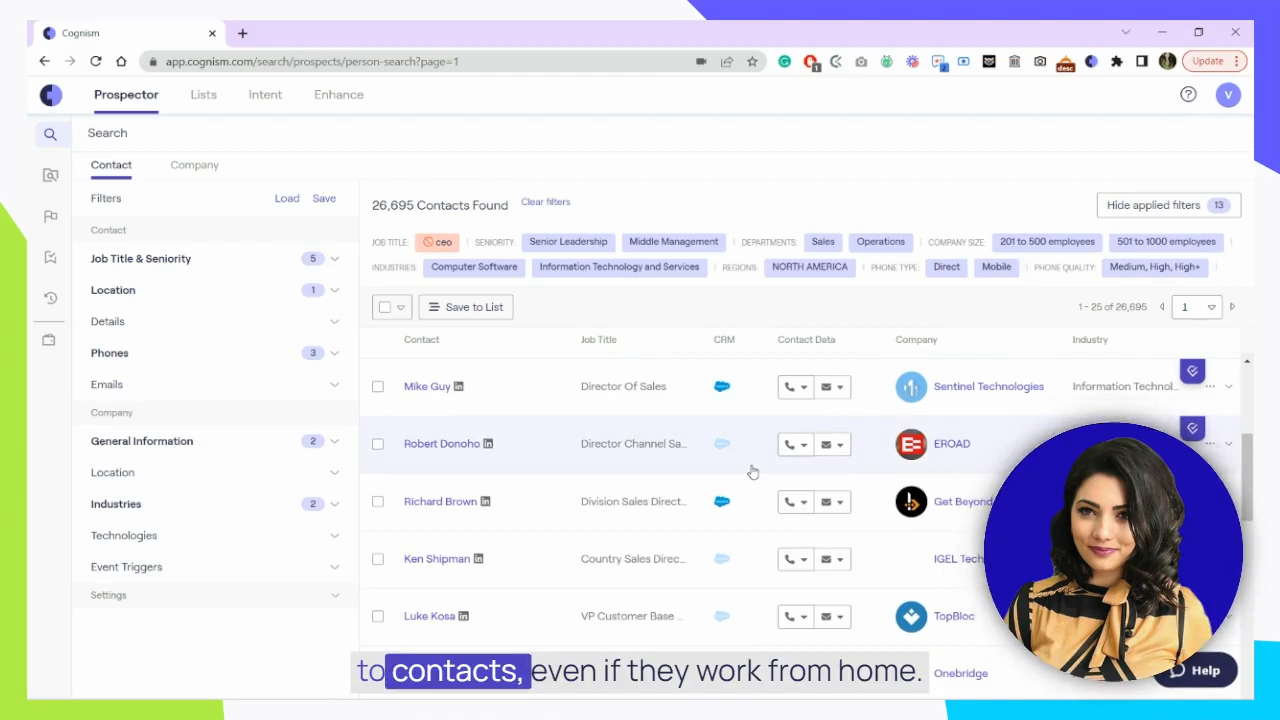 Cognism
app.cognism.com/search/prospects/person-search?page=1
1
2
desc
Update
Prospector Lists Intent Enhance
V
Search
Contact Company
Filters Load Save
Contact
Job Title & Seniority 5
Location 1
Details
Phones 3
Emails
Company
General Information 2
Location
Industries 2
Technologies
Event Triggers
Settings
26,695 Contacts Found Clear filters
Hide applied filters 13
JOB TITLE: ceo SENIORITY: Senior Leadership Middle Management DEPARTMENTS: Sales Operations COMPANY SIZE: 201 to 500 employees 501 to 1000 employees
INDUSTRIES: Computer Software Information Technology and Services REGIONS: NORTH AMERICA PHONE TYPE: Direct Mobile PHONE QUALITY: Medium, High, High+
Save to List
1 - 25 of 26,695 1
Contact Job Title CRM Contact Data Company Industry
Mike Guy in Director Of Sales Sentinel Technologies Information Technol...
Robert Donoho in Director Channel Sa... EROAD
Richard Brown in Division Sales Direct... Get Beyond
Ken Shipman in Country Sales Direc... IGEL
Luke Kosa in VP Customer Base ... TopBloc
Onebridge
to contacts, even if they work from home.
Help